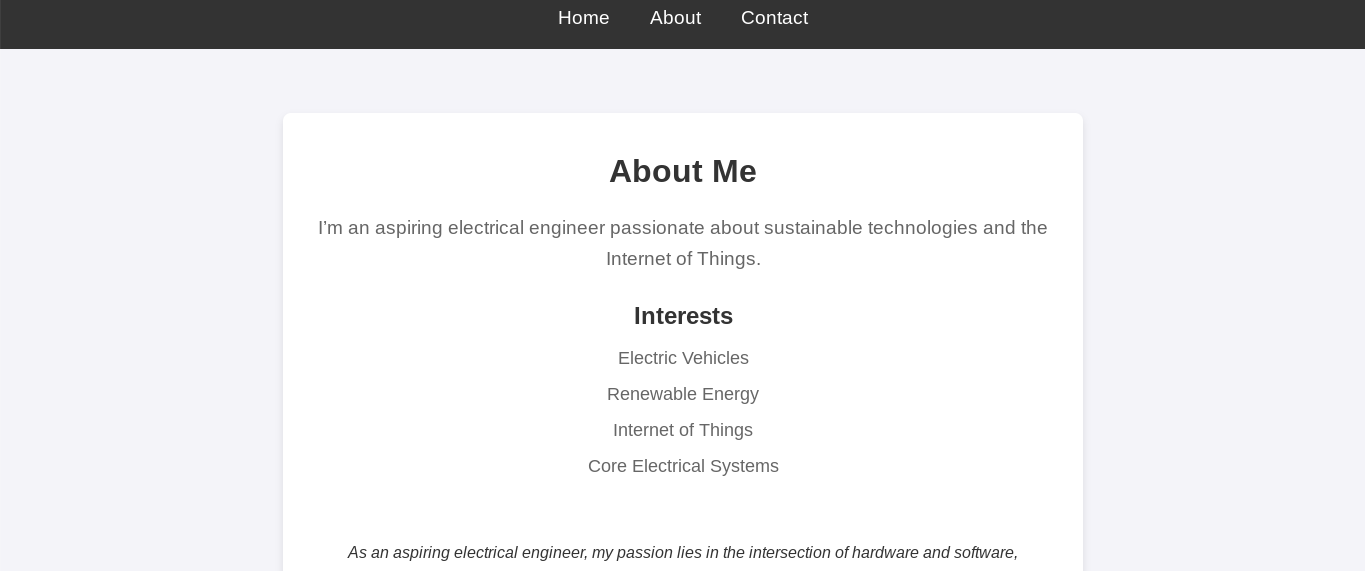 Home About Contact
About Me
I’m an aspiring electrical engineer passionate about sustainable technologies and the
Internet of Things.
Interests
Electric Vehicles
Renewable Energy
Internet of Things
Core Electrical Systems
As an aspiring electrical engineer, my passion lies in the intersection of hardware and software,